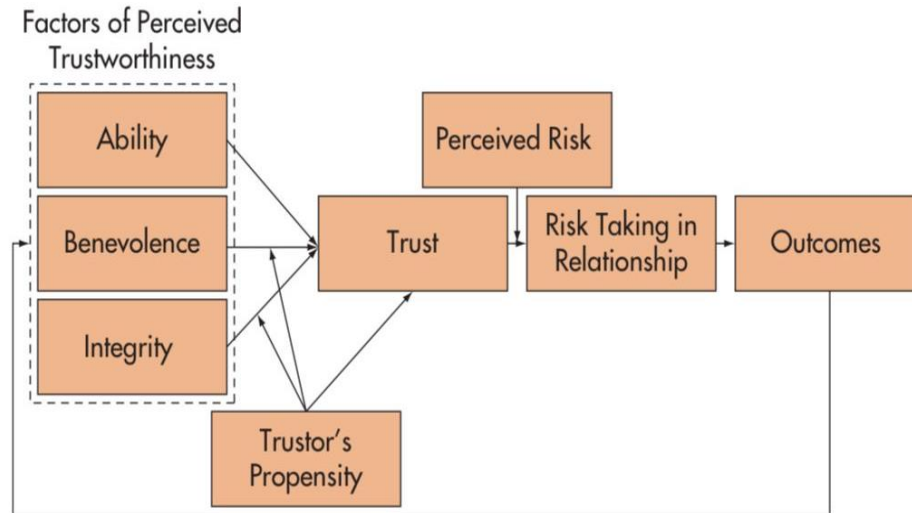 Factors of Perceived
Trustworthiness
Ability
Perceived Risk
Benevolence
Trust
Risk Taking in
Relationship
Outcomes
Integrity
Trustor's
Propensity